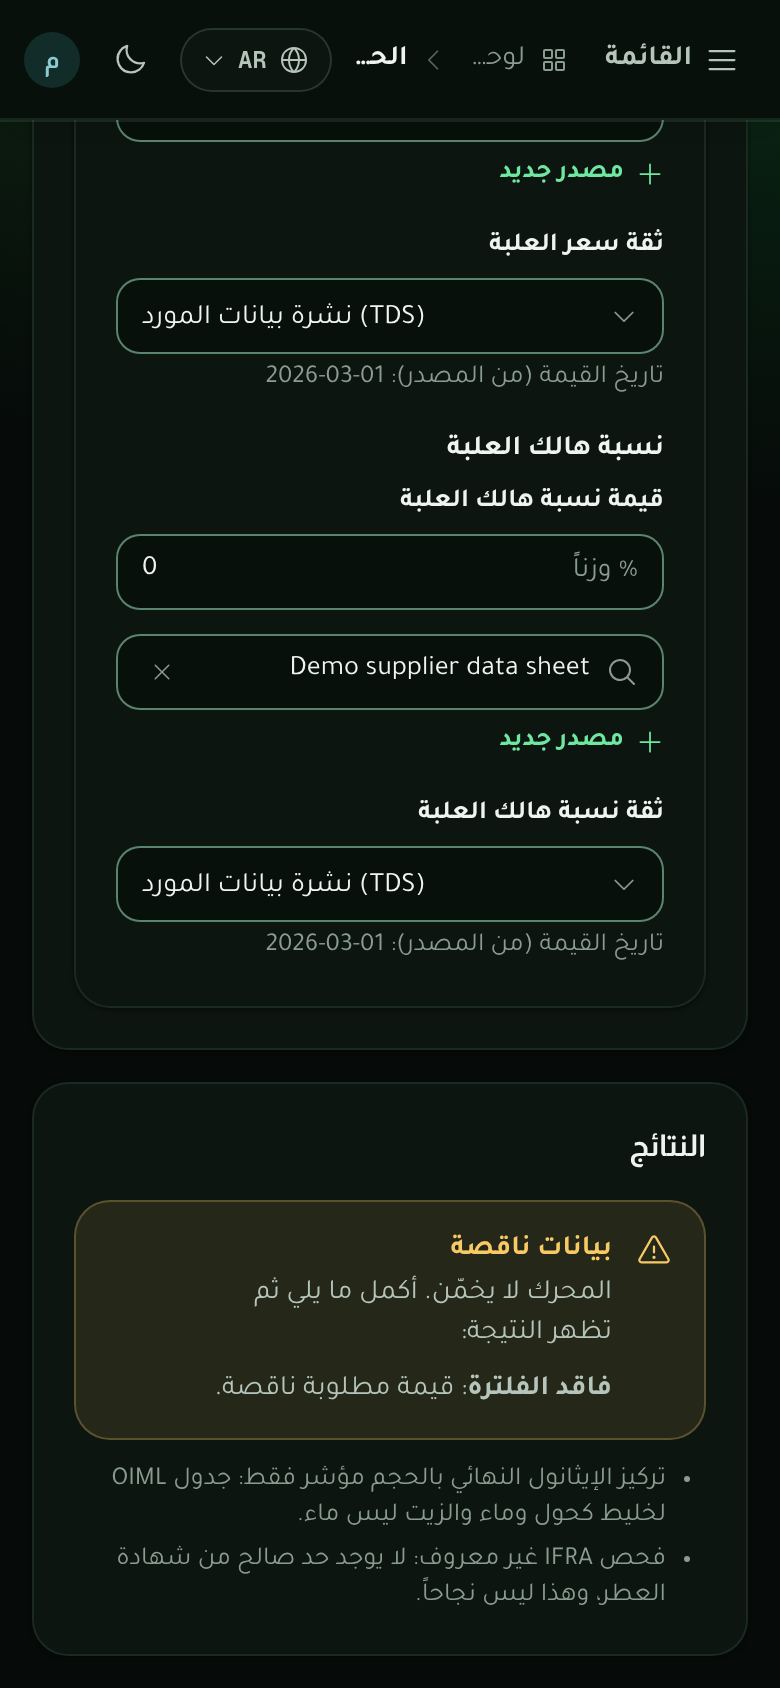 القائمة
لوحـ...
الحـ...
AR
م
مصدر جديد
ثقة سعر العلبة
نشرة بيانات المورد (TDS)
تاريخ القيمة (من المصدر): 2026-03-01
نسبة هالك العلبة
قيمة نسبة هالك العلبة
0
% وزناً
Demo supplier data sheet
مصدر جديد
ثقة نسبة هالك العلبة
نشرة بيانات المورد (TDS)
تاريخ القيمة (من المصدر): 2026-03-01
النتائج
بيانات ناقصة
المحرك لا يخمّن. أكمل ما يلي ثم
تظهر النتيجة:
فاقد الفلترة: قيمة مطلوبة ناقصة.
• تركيز الإيثانول النهائي بالحجم مؤشر فقط: جدول OIML
لخليط كحول وماء والزيت ليس ماء.
• فحص IFRA غير معروف: لا يوجد حد صالح من شهادة
العطر، وهذا ليس نجاحاً.